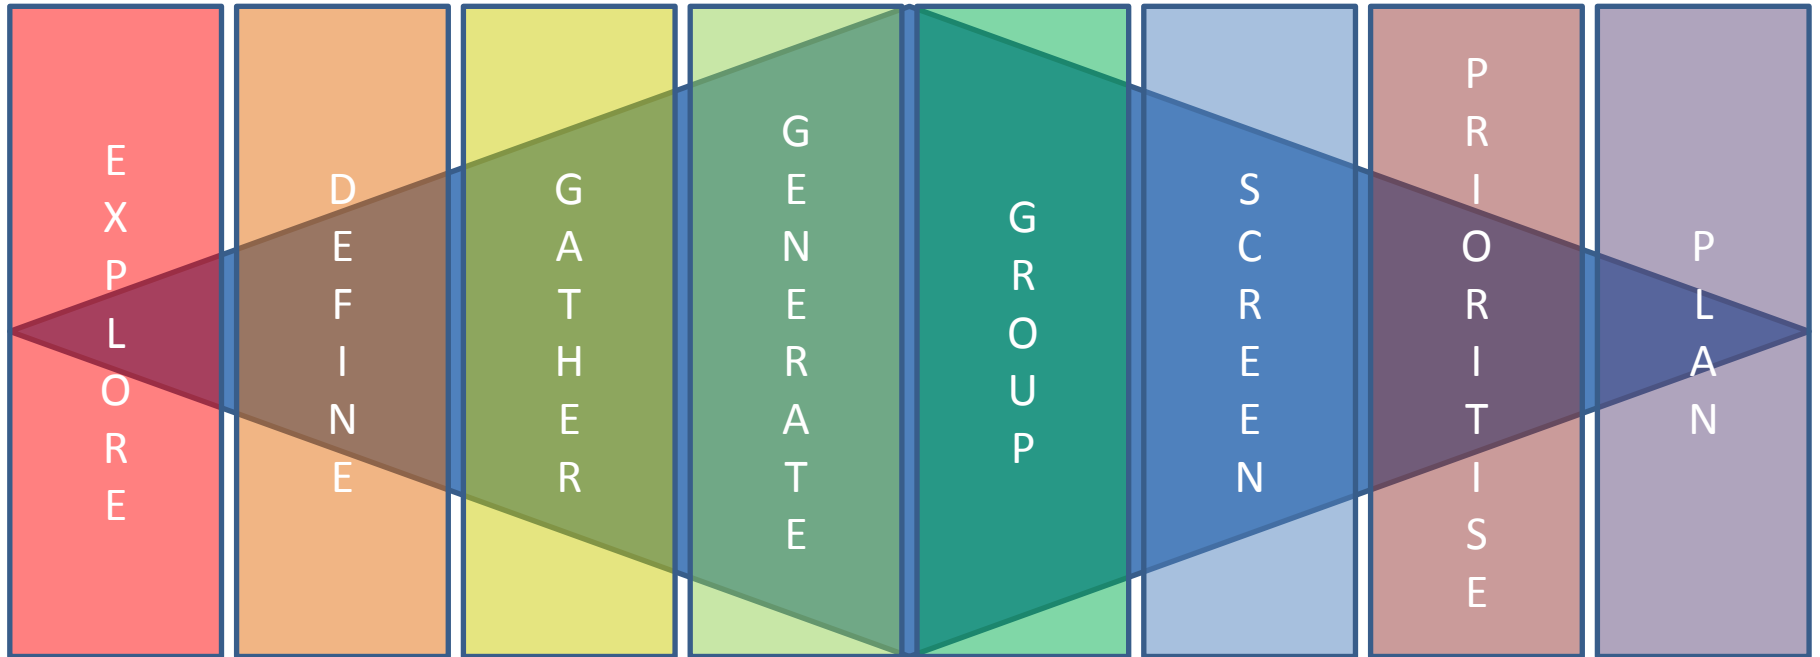 EXPLORE
DEFINE
GATHER
GENERATE
GROUP
SCREEN
PRIORITISE
PLAN